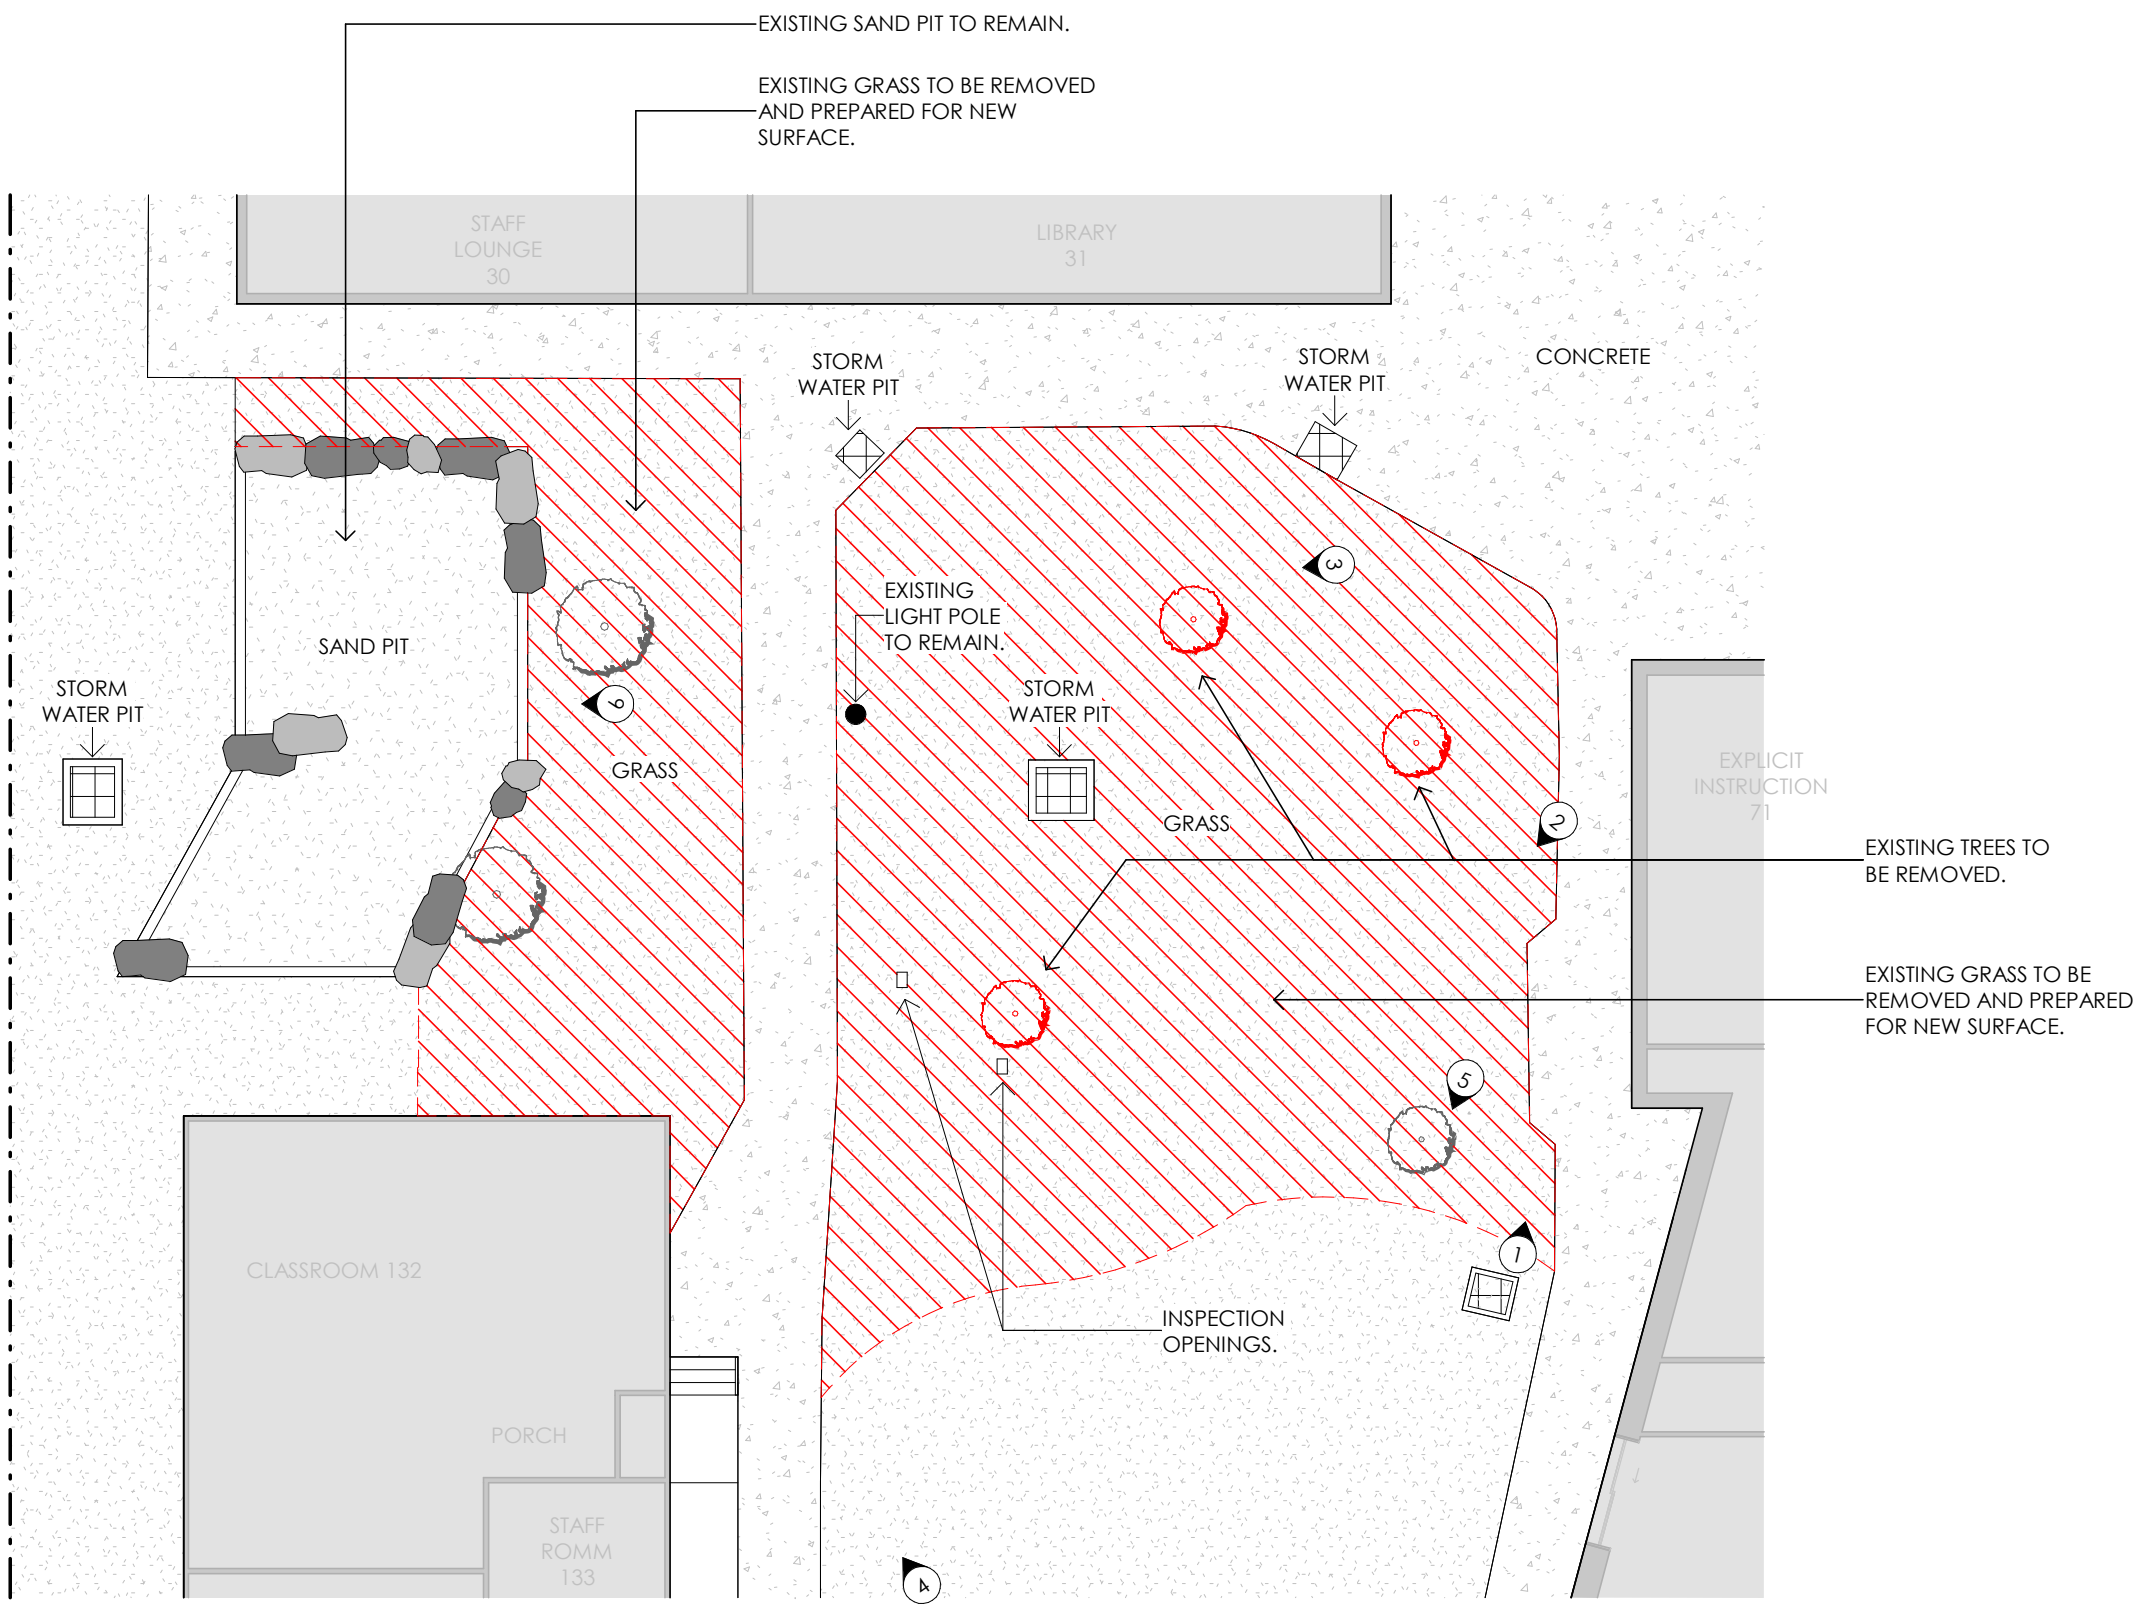 EXISTING SAND PIT TO REMAIN.
EXISTING GRASS TO BE REMOVED
AND PREPARED FOR NEW
SURFACE.
STAFF
LOUNGE
30
LIBRARY
31
STORM
WATER PIT
STORM
WATER PIT
CONCRETE
3
EXISTING
LIGHT POLE
TO REMAIN.
SAND PIT
STORM
WATER PIT
STORM
WATER PIT
6
GRASS
EXPLICIT
INSTRUCTION
71
GRASS
2
EXISTING TREES TO
BE REMOVED.
EXISTING GRASS TO BE
REMOVED AND PREPARED
FOR NEW SURFACE.
5
1
CLASSROOM 132
INSPECTION
OPENINGS.
PORCH
STAFF
ROMM
133
4